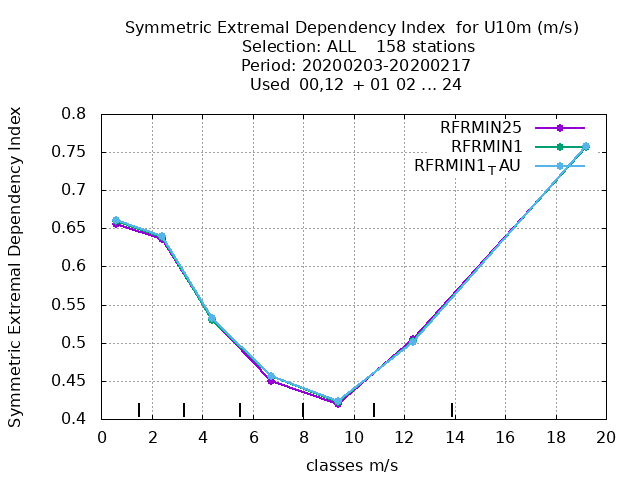 Symmetric Extremal Dependency Index  for U10m (m/s)
Selection: ALL    158 stations
Period: 20200203-20200217
Used  00,12  + 01 02 ... 24
Symmetric Extremal Dependency Index
0.8
0.75
0.7
0.65
0.6
0.55
0.5
0.45
0.4
RFRMIN25
RFRMIN1
RFRMIN1TAU
0 2 4 6 8 10 12 14 16 18 20
classes m/s